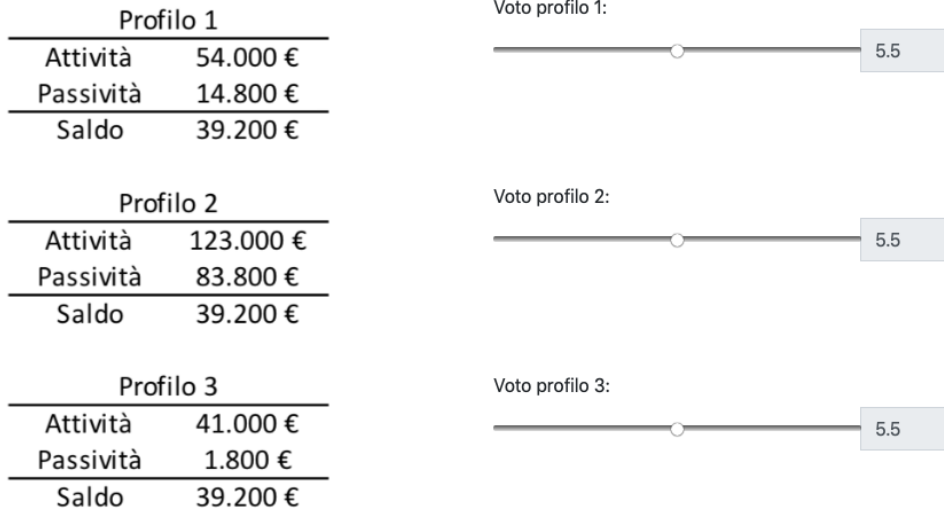 Profilo 1
Attività 54.000 €
Passività 14.800 €
Saldo 39.200 €
Voto profilo 1:
5.5
Profilo 2
Attività 123.000 €
Passività 83.800 €
Saldo 39.200 €
Voto profilo 2:
5.5
Profilo 3
Attività 41.000 €
Passività 1.800 €
Saldo 39.200 €
Voto profilo 3:
5.5